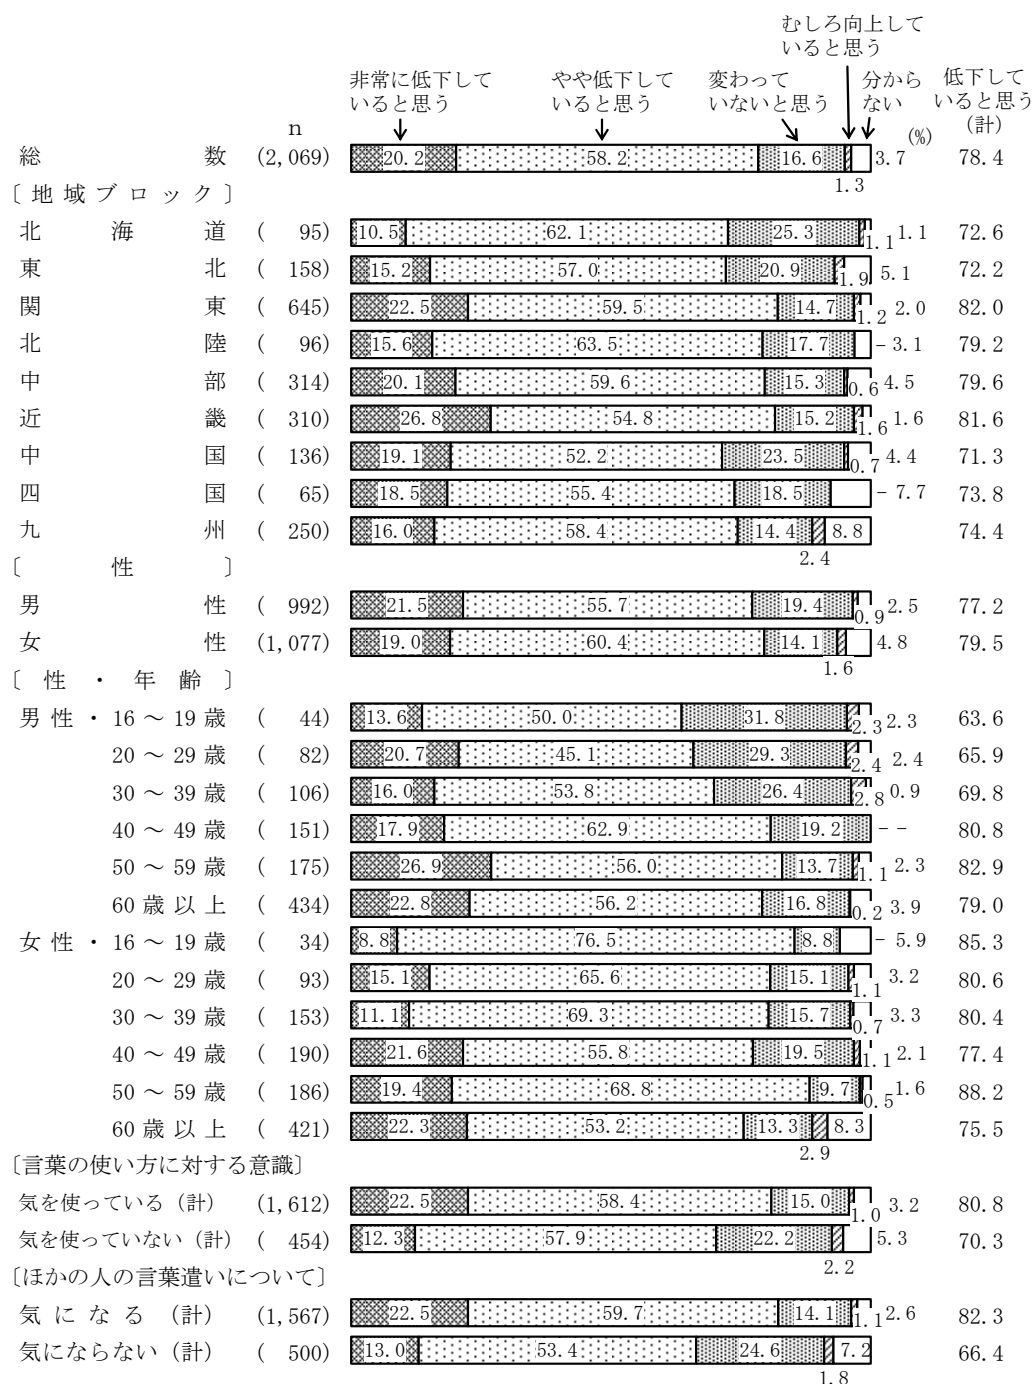 むしろ向上して
いると思う
非常に低下して やや低下して 変わって 分から 低下して
いると思う いると思う いないと思う ない いると思う
n (%) (計)
総数 (2,069) 20.2 58.2 16.6 3.7 78.4
1.3
〔地域ブロック〕
北海道 ( 95) 10.5 62.1 25.3 1.1 1.1 72.6
東北 ( 158) 15.2 57.0 20.9 1.9 5.1 72.2
関東 ( 645) 22.5 59.5 14.7 1.2 2.0 82.0
北陸 ( 96) 15.6 63.5 17.7 - 3.1 79.2
中部 ( 314) 20.1 59.6 15.3 0.6 4.5 79.6
近畿 ( 310) 26.8 54.8 15.2 1.6 1.6 81.6
中国 ( 136) 19.1 52.2 23.5 0.7 4.4 71.3
四国 ( 65) 18.5 55.4 18.5 - 7.7 73.8
九州 ( 250) 16.0 58.4 14.4 8.8 74.4
2.4
〔性〕
男性 ( 992) 21.5 55.7 19.4 0.9 2.5 77.2
女性 (1,077) 19.0 60.4 14.1 4.8 79.5
1.6
〔性・年齢〕
男性・16～19歳 ( 44) 13.6 50.0 31.8 2.3 2.3 63.6
20～29歳 ( 82) 20.7 45.1 29.3 2.4 2.4 65.9
30～39歳 ( 106) 16.0 53.8 26.4 2.8 0.9 69.8
40～49歳 ( 151) 17.9 62.9 19.2 - - 80.8
50～59歳 ( 175) 26.9 56.0 13.7 1.1 2.3 82.9
60歳以上 ( 434) 22.8 56.2 16.8 0.2 3.9 79.0
女性・16～19歳 ( 34) 8.8 76.5 8.8 - 5.9 85.3
20～29歳 ( 93) 15.1 65.6 15.1 1.1 3.2 80.6
30～39歳 ( 153) 11.1 69.3 15.7 0.7 3.3 80.4
40～49歳 ( 190) 21.6 55.8 19.5 1.1 2.1 77.4
50～59歳 ( 186) 19.4 68.8 9.7 0.5 1.6 88.2
60歳以上 ( 421) 22.3 53.2 13.3 8.3 75.5
2.9
〔言葉の使い方に対する意識〕
気を使っている（計） (1,612) 22.5 58.4 15.0 1.0 3.2 80.8
気を使っていない（計） ( 454) 12.3 57.9 22.2 5.3 70.3
2.2
〔ほかの人の言葉遣いについて〕
気になる（計） (1,567) 22.5 59.7 14.1 1.1 2.6 82.3
気にならない（計） ( 500) 13.0 53.4 24.6 7.2 66.4
1.8